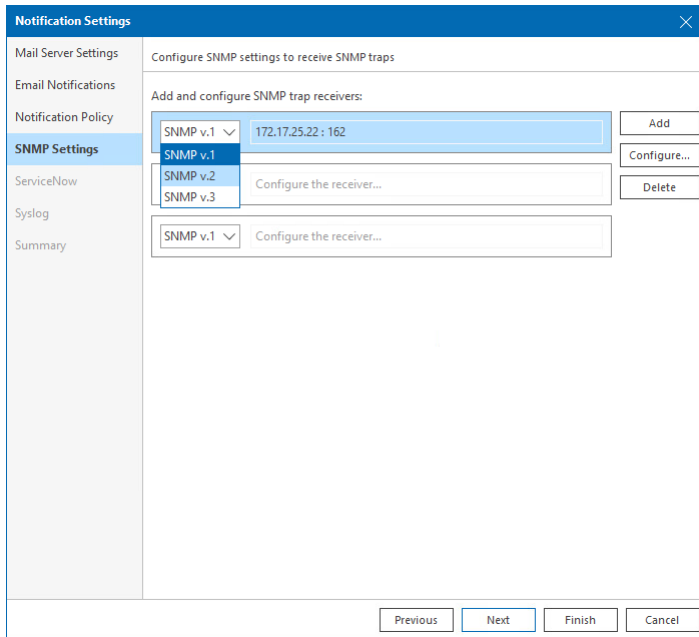 Notification Settings
Mail Server Settings
Email Notifications
Notification Policy
SNMP Settings
ServiceNow
Syslog
Summary
Configure SNMP settings to receive SNMP traps
Add and configure SNMP trap receivers:
SNMP v.1 172.17.25.22 : 162
SNMP v.1
SNMP v.2
SNMP v.3
Configure the receiver...
SNMP v.1 Configure the receiver...
Add
Configure...
Delete
Previous Next Finish Cancel